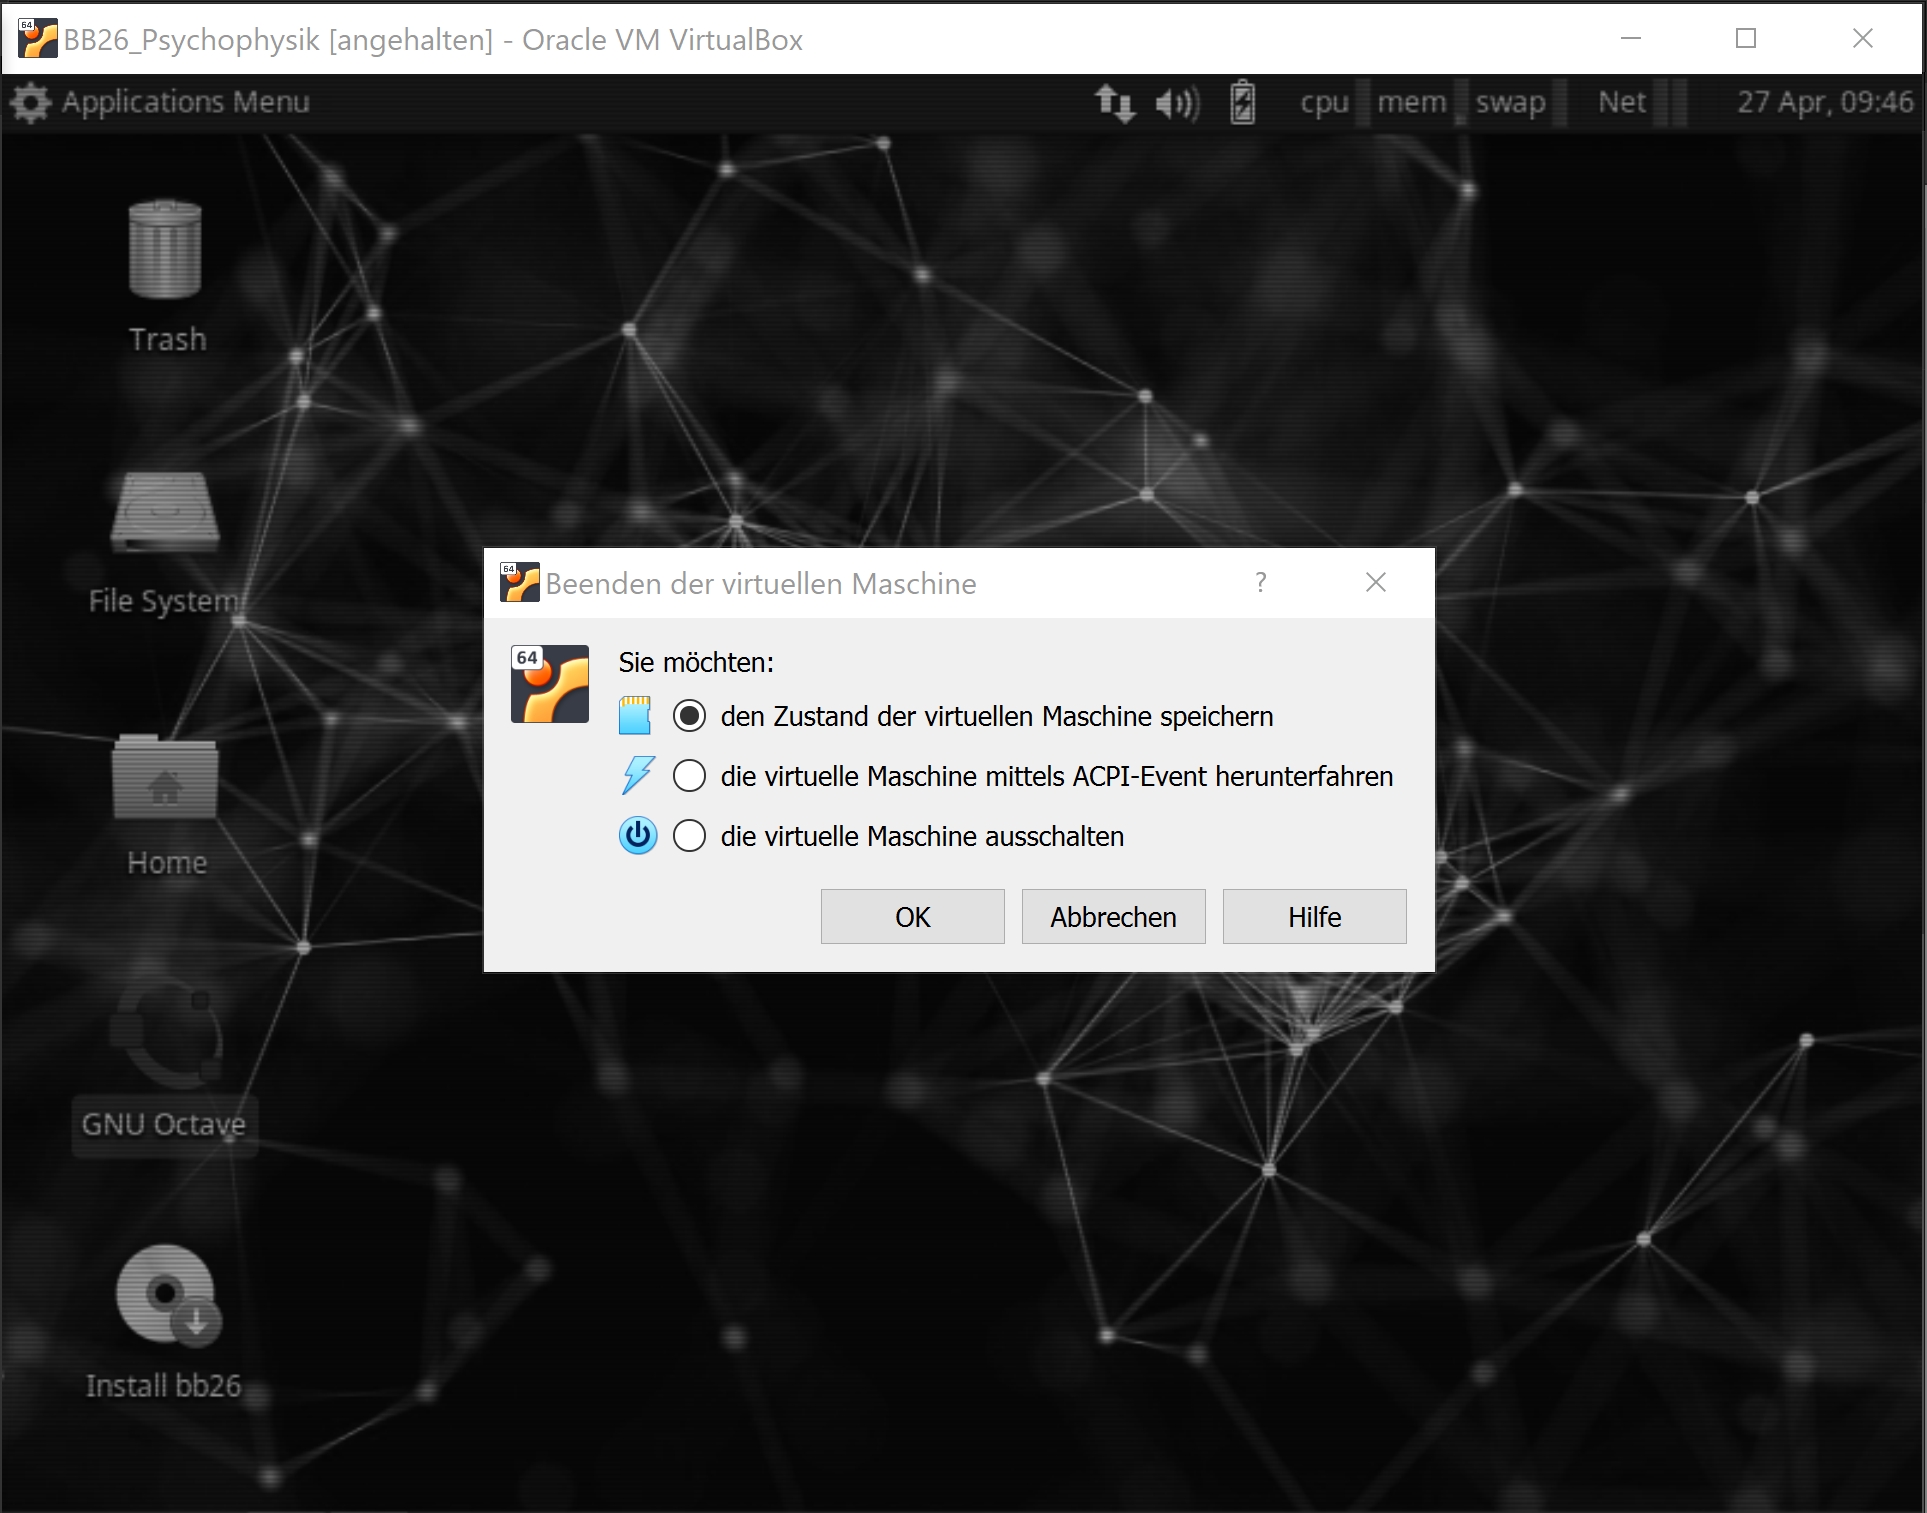 64
BB26_Psychophysik [angehalten] - Oracle VM VirtualBox
Applications Menu
cpu mem swap Net 27 Apr, 09:46
Trash
File System
Home
GNU Octave
Install bb26
64
Beenden der virtuellen Maschine ?
64
Sie möchten:
den Zustand der virtuellen Maschine speichern
die virtuelle Maschine mittels ACPI-Event herunterfahren
die virtuelle Maschine ausschalten
OK Abbrechen Hilfe